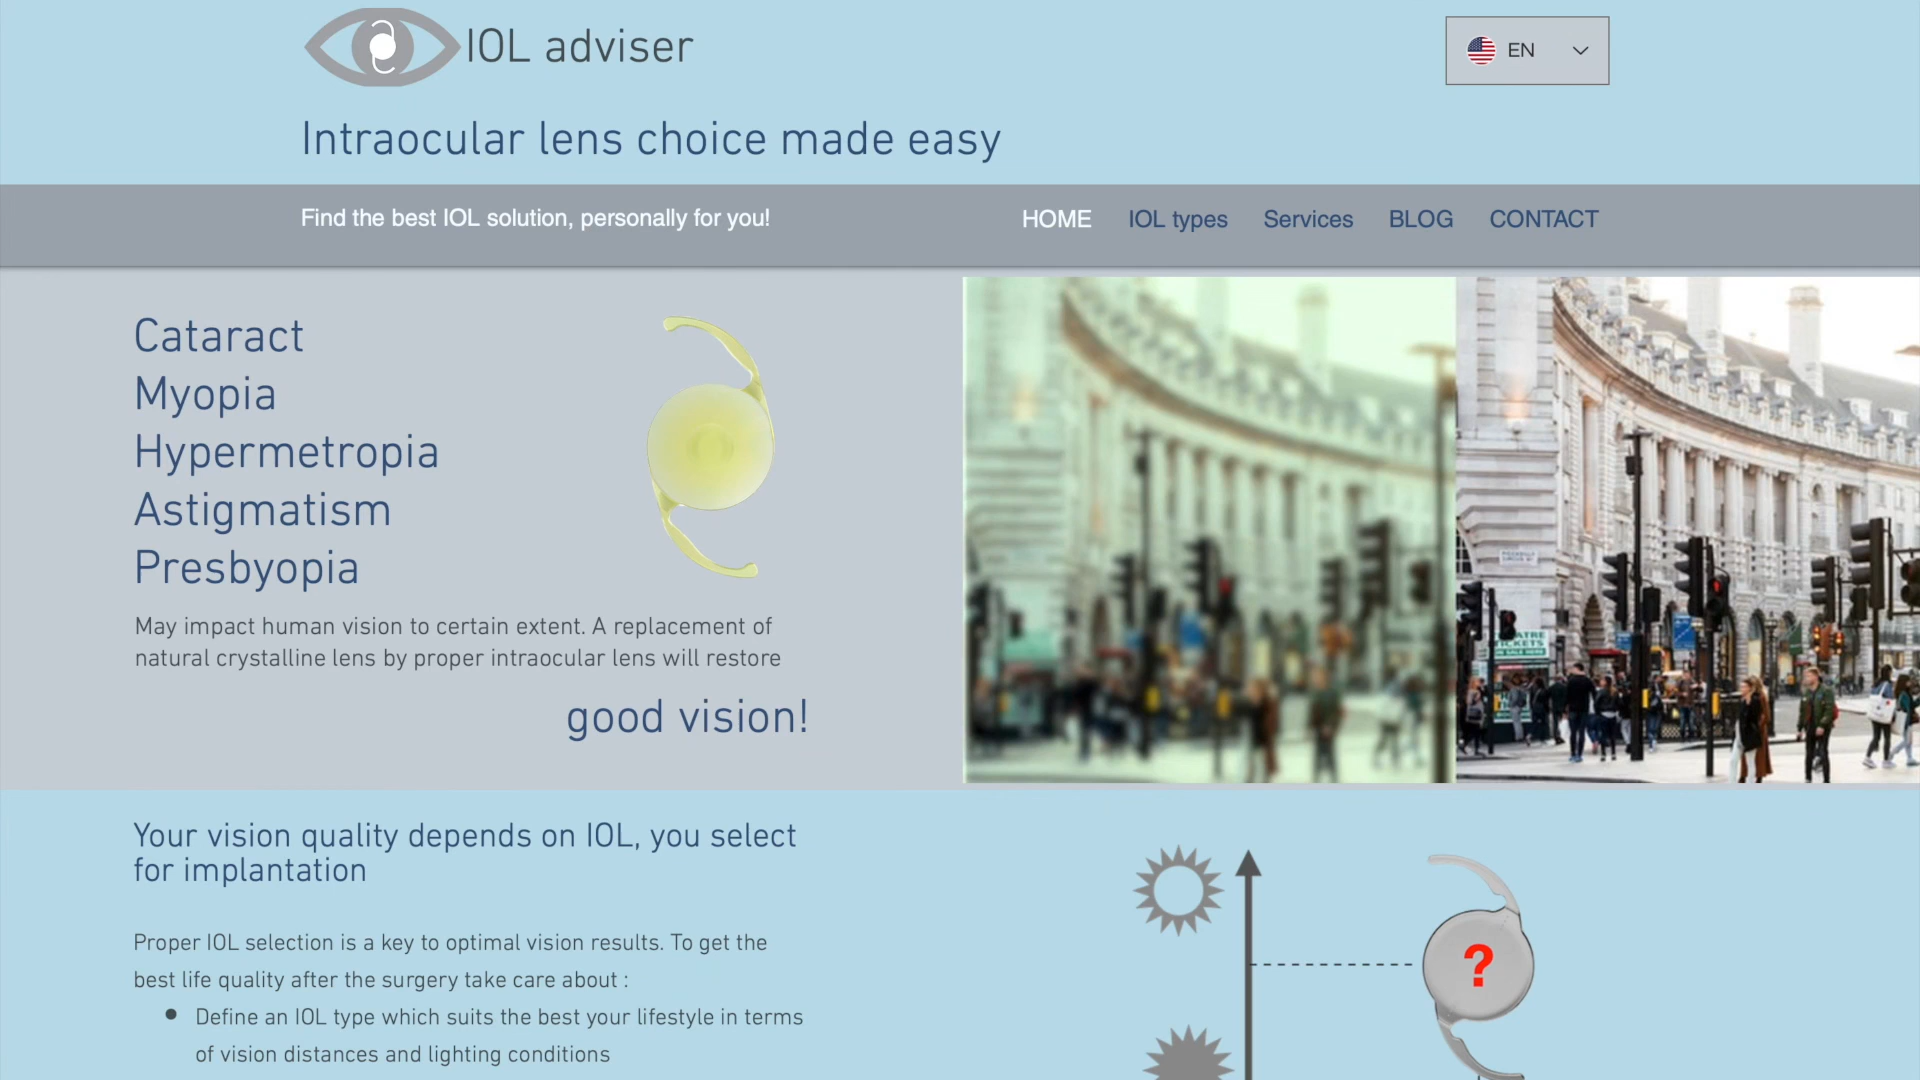 IOL adviser
EN
Intraocular lens choice made easy
Find the best IOL solution, personally for you!
HOME
IOL types
Services
BLOG
CONTACT
Cataract
Myopia
Hypermetropia
Astigmatism
Presbyopia
May impact human vision to certain extent. A replacement of
natural crystalline lens by proper intraocular lens will restore
good vision!
Your vision quality depends on IOL, you select
for implantation
Proper IOL selection is a key to optimal vision results. To get the
best life quality after the surgery take care about :
● Define an IOL type which suits the best your lifestyle in terms
of vision distances and lighting conditions
?